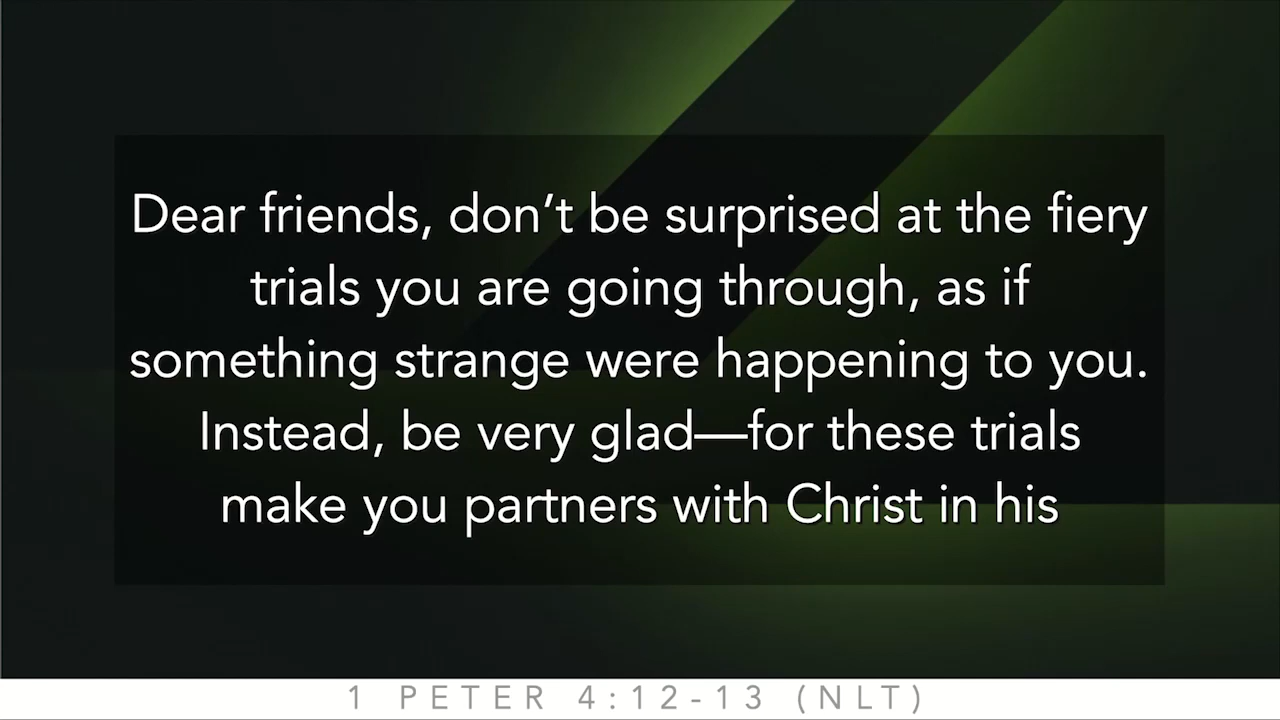 Dear friends, don’t be surprised at the fiery
trials you are going through, as if
something strange were happening to you.
Instead, be very glad—for these trials
make you partners with Christ in his
1 PETER 4:12-13 (NLT)